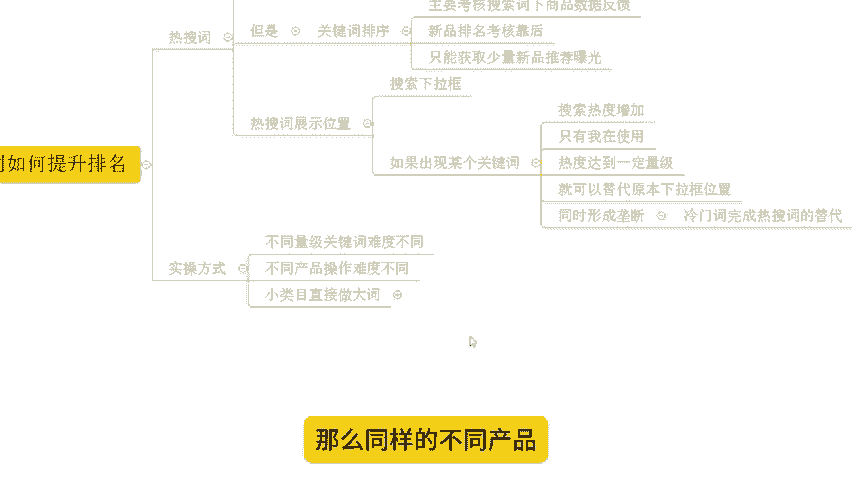 主要考核搜索词下商品数据反馈
热搜词
但是
关键词排序
新品排名考核靠后
只能获取少量新品推荐曝光
搜索下拉框
热搜词展示位置
搜索热度增加
只有我在使用
如何提升排名
如果出现某个关键词
热度达到一定量级
就可以替代原本下拉框位置
同时形成垄断
冷门词完成热搜词的替代
不同量级关键词难度不同
实操方式
不同产品操作难度不同
小类目直接做大词
那么同样的不同产品